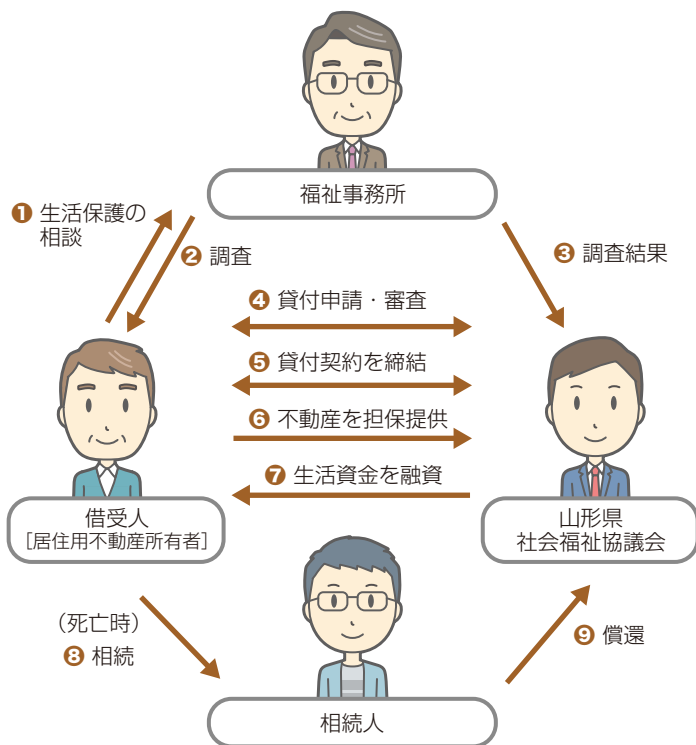 福祉事務所
❶ 生活保護の
相談
❷ 調査
❸ 調査結果
❹ 貸付申請・審査
❺ 貸付契約を締結
❻ 不動産を担保提供
❼ 生活資金を融資
借受人
[居住用不動産所有者]
山形県
社会福祉協議会
(死亡時)
❽ 相続
❾ 償還
相続人